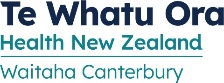 Te Whatu Ora
Health New Zealand
Waitaha Canterbury